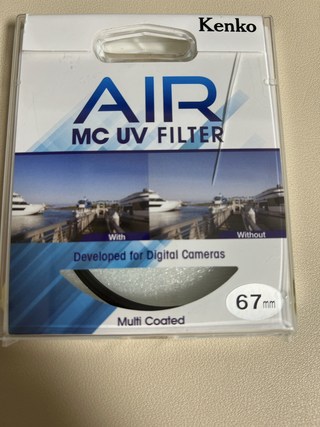 Kenko
AIR
MC UV FILTER
With
Without
Developed for Digital Cameras
67mm
Multi Coated